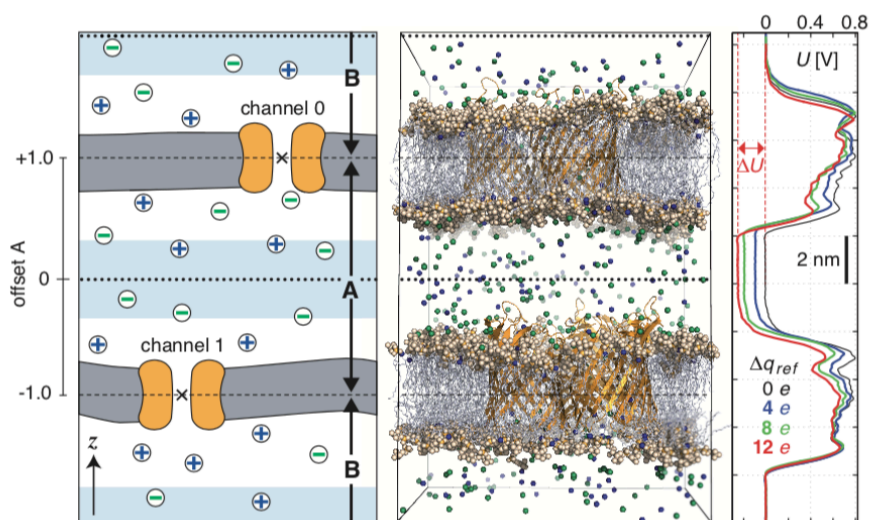 B
channel 0
+1.0
offset A
0
A
channel 1
-1.0
z
B
0 0.4 0.8
U [V]
ΔU
2 nm
Δq_ref
0 e
4 e
8 e
12 e